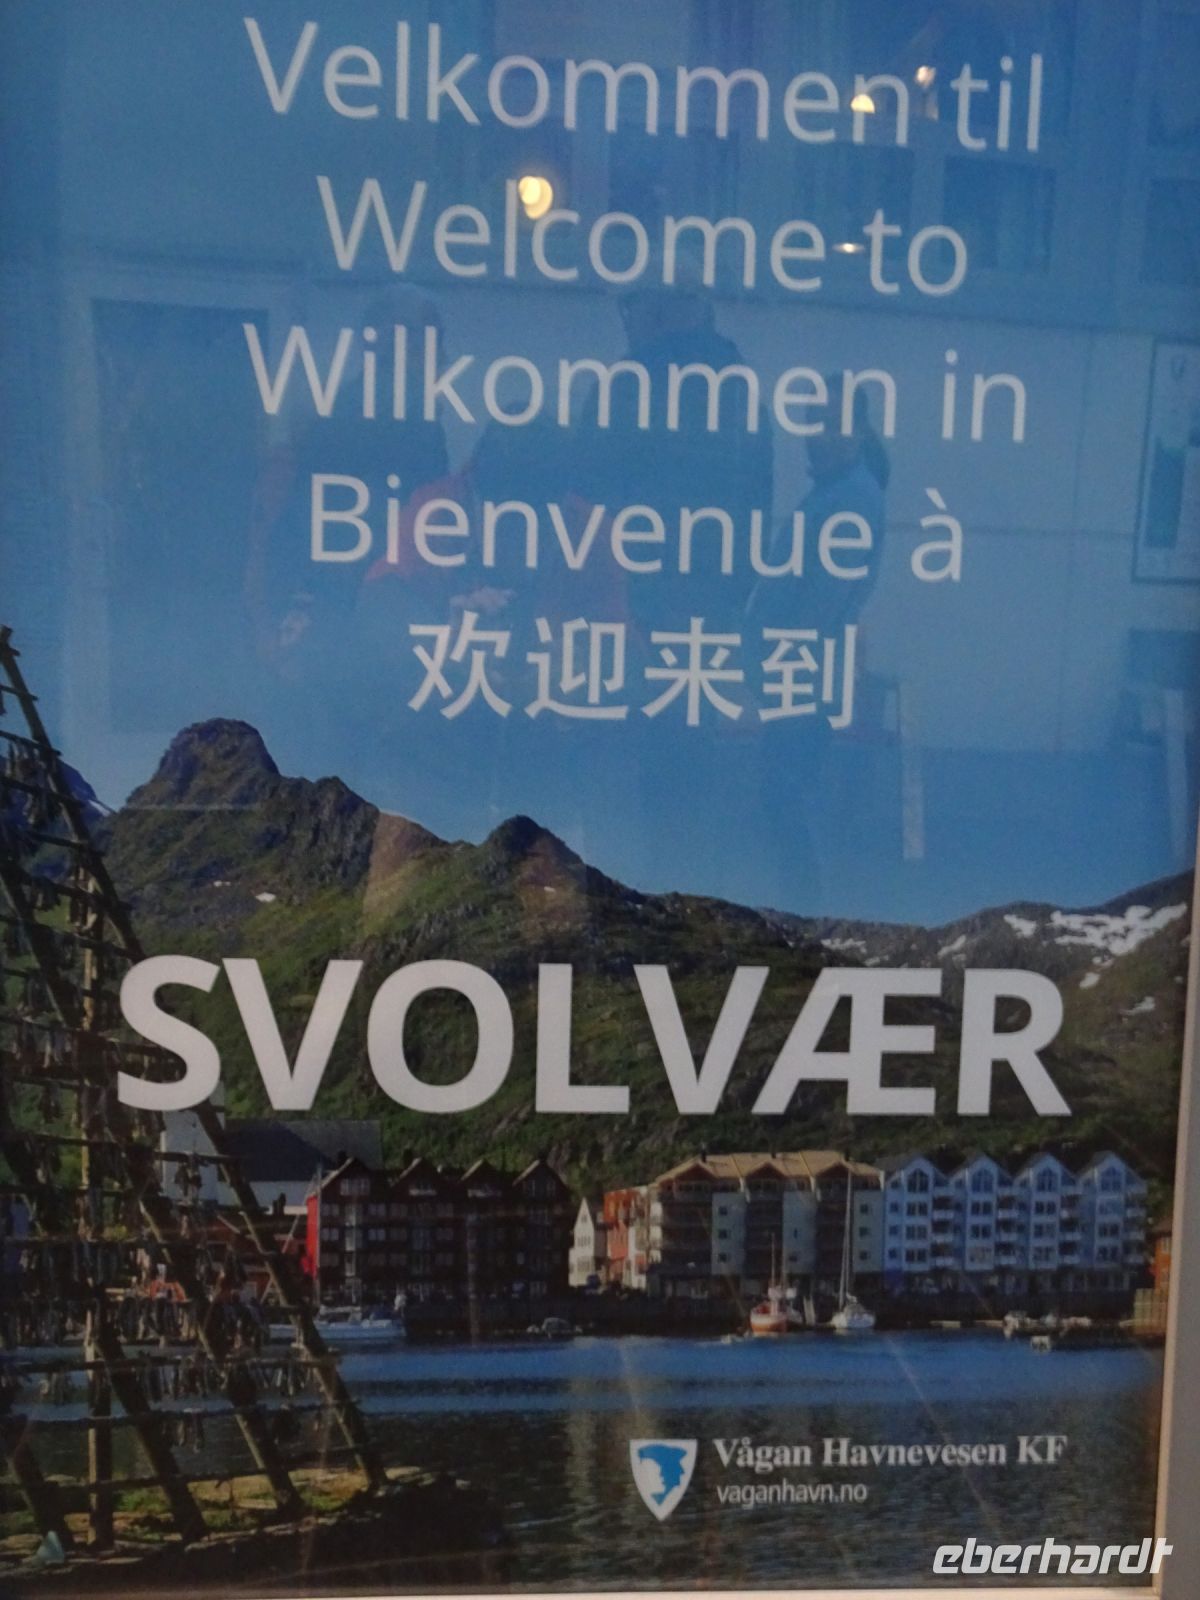 Velkommen til
Welcome to
Wilkommen in
Bienvenue à
欢迎来到
SVOLVÆR
Vågan Havnevesen KF
vaganhavn.no
eberhardt